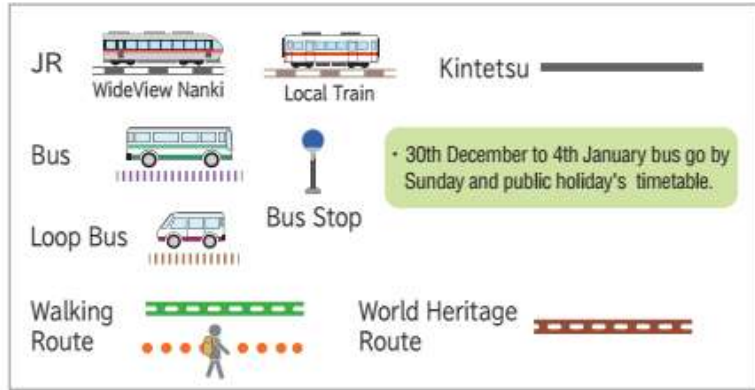 JR
WideView Nanki
Local Train
Kintetsu
Bus
Bus Stop
・30th December to 4th January bus go by
Sunday and public holiday's timetable.
Loop Bus
Walking
Route
World Heritage
Route